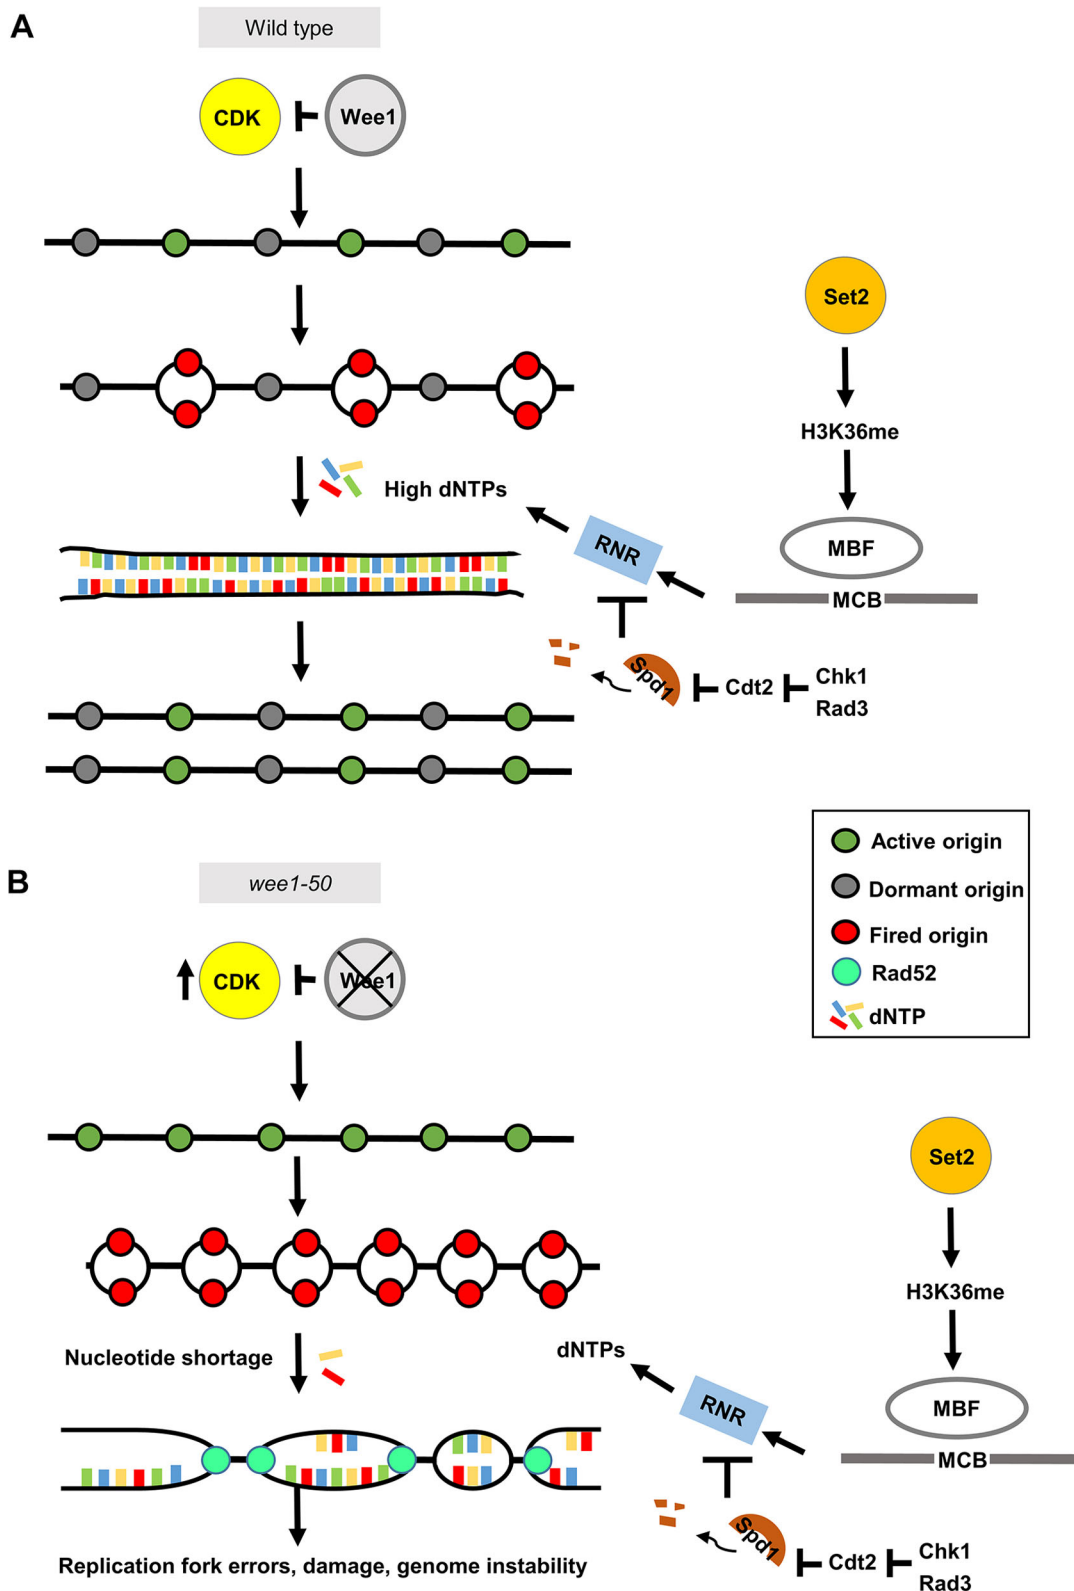 A
Wild type
CDK
Wee1
Set2
H3K36me
High dNTPs
RNR
MBF
MCB
Spd1
Cdt2
Chk1
Rad3
Active origin
Dormant origin
Fired origin
Rad52
dNTP
B
wee1-50
CDK
Wee1
Set2
H3K36me
Nucleotide shortage
dNTPs
RNR
MBF
MCB
Spd1
Cdt2
Chk1
Rad3
Replication fork errors, damage, genome instability